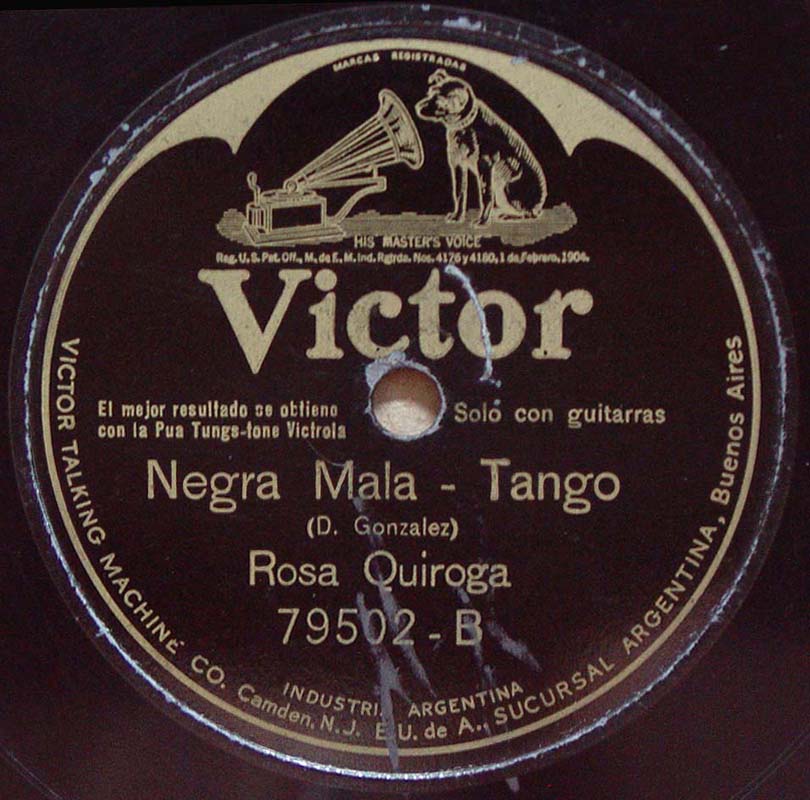 MARCAS REGISTRADAS
HIS MASTER'S VOICE
Reg. U. S. Pat. Off., M. de E. M. Ind. Rgtrda. Nos. 4176 y 4180, 1 de Febrero, 1904.
Victor
El mejor resultado se obtiene
con la Pua Tungs-tone Victrola
Solo con guitarras
Negra Mala - Tango
(D. Gonzalez)
Rosa Quiroga
79502 - B
INDUSTRIA ARGENTINA
VICTOR TALKING MACHINE CO. Camden, N. J. E. U. de A., SUCURSAL ARGENTINA, Buenos Aires